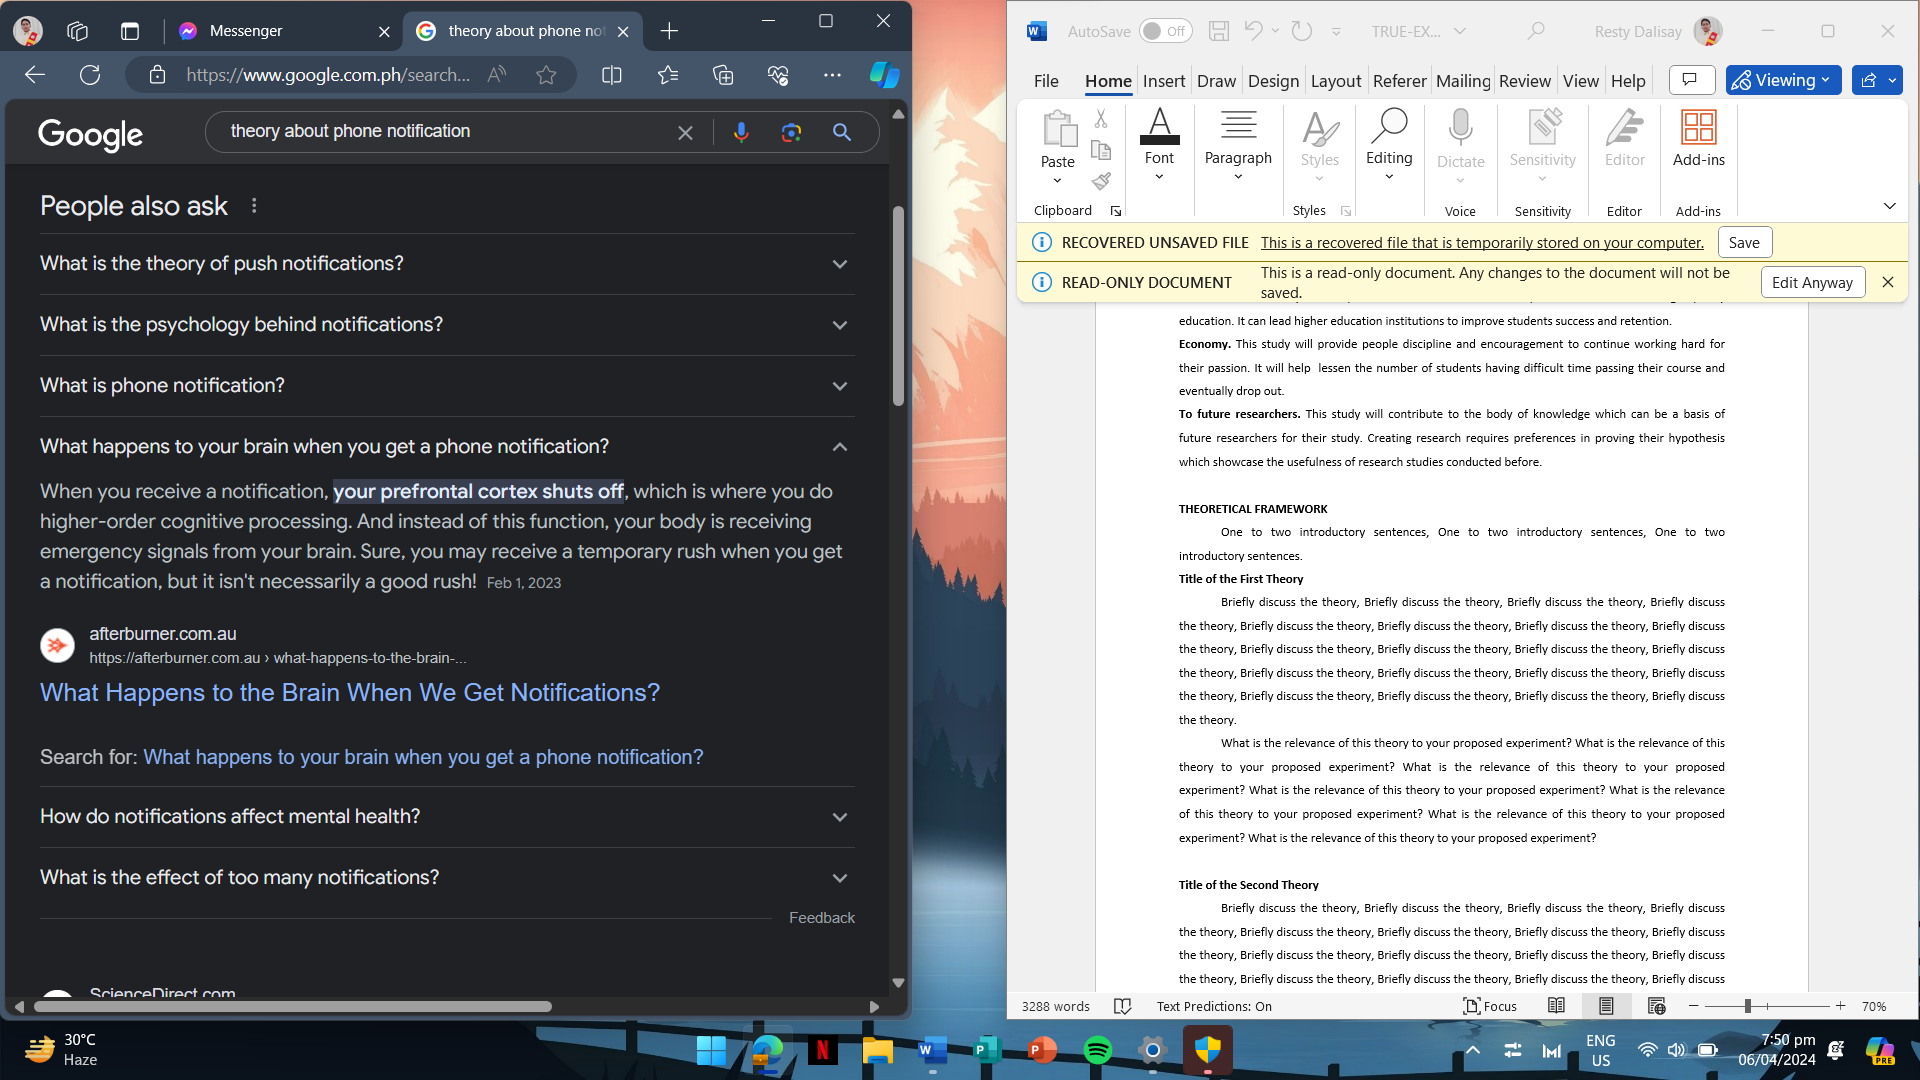 Messenger
theory about phone not
https://www.google.com.ph/search...
Google
theory about phone notification
People also ask
What is the theory of push notifications?
What is the psychology behind notifications?
What is phone notification?
What happens to your brain when you get a phone notification?
When you receive a notification, your prefrontal cortex shuts off, which is where you do
higher-order cognitive processing. And instead of this function, your body is receiving
emergency signals from your brain. Sure, you may receive a temporary rush when you get
a notification, but it isn't necessarily a good rush! Feb 1, 2023
afterburner.com.au
https://afterburner.com.au › what-happens-to-the-brain-...
What Happens to the Brain When We Get Notifications?
Search for: What happens to your brain when you get a phone notification?
How do notifications affect mental health?
What is the effect of too many notifications?
Feedback
ScienceDirect.com
AutoSave Off
TRUE-EX...
Resty Dalisay
File Home Insert Draw Design Layout Referer Mailing Review View Help
Viewing
Paste Font Paragraph Styles Editing Dictate Sensitivity Editor Add-ins
Clipboard Styles Voice Sensitivity Editor Add-ins
RECOVERED UNSAVED FILE This is a recovered file that is temporarily stored on your computer. Save
READ-ONLY DOCUMENT This is a read-only document. Any changes to the document will not be
saved.
Edit Anyway
education. It can lead higher education institutions to improve students success and retention.
Economy. This study will provide people discipline and encouragement to continue working hard for
their passion. It will help lessen the number of students having difficult time passing their course and
eventually drop out.
To future researchers. This study will contribute to the body of knowledge which can be a basis of
future researchers for their study. Creating research requires preferences in proving their hypothesis
which showcase the usefulness of research studies conducted before.
THEORETICAL FRAMEWORK
One to two introductory sentences, One to two introductory sentences, One to two
introductory sentences.
Title of the First Theory
Briefly discuss the theory, Briefly discuss the theory, Briefly discuss the theory, Briefly discuss
the theory, Briefly discuss the theory, Briefly discuss the theory, Briefly discuss the theory, Briefly discuss
the theory, Briefly discuss the theory, Briefly discuss the theory, Briefly discuss the theory, Briefly discuss
the theory, Briefly discuss the theory, Briefly discuss the theory, Briefly discuss the theory, Briefly discuss
the theory, Briefly discuss the theory, Briefly discuss the theory, Briefly discuss the theory, Briefly discuss
the theory.
What is the relevance of this theory to your proposed experiment? What is the relevance of this
theory to your proposed experiment? What is the relevance of this theory to your proposed
experiment? What is the relevance of this theory to your proposed experiment? What is the relevance
of this theory to your proposed experiment? What is the relevance of this theory to your proposed
experiment? What is the relevance of this theory to your proposed experiment?
Title of the Second Theory
Briefly discuss the theory, Briefly discuss the theory, Briefly discuss the theory, Briefly discuss
the theory, Briefly discuss the theory, Briefly discuss the theory, Briefly discuss the theory, Briefly discuss
the theory, Briefly discuss the theory, Briefly discuss the theory, Briefly discuss the theory, Briefly discuss
the theory, Briefly discuss the theory, Briefly discuss the theory, Briefly discuss the theory, Briefly discuss
3288 words Text Predictions: On Focus 70%
30°C
Haze
ENG
US
7:50 pm
06/04/2024
PRE